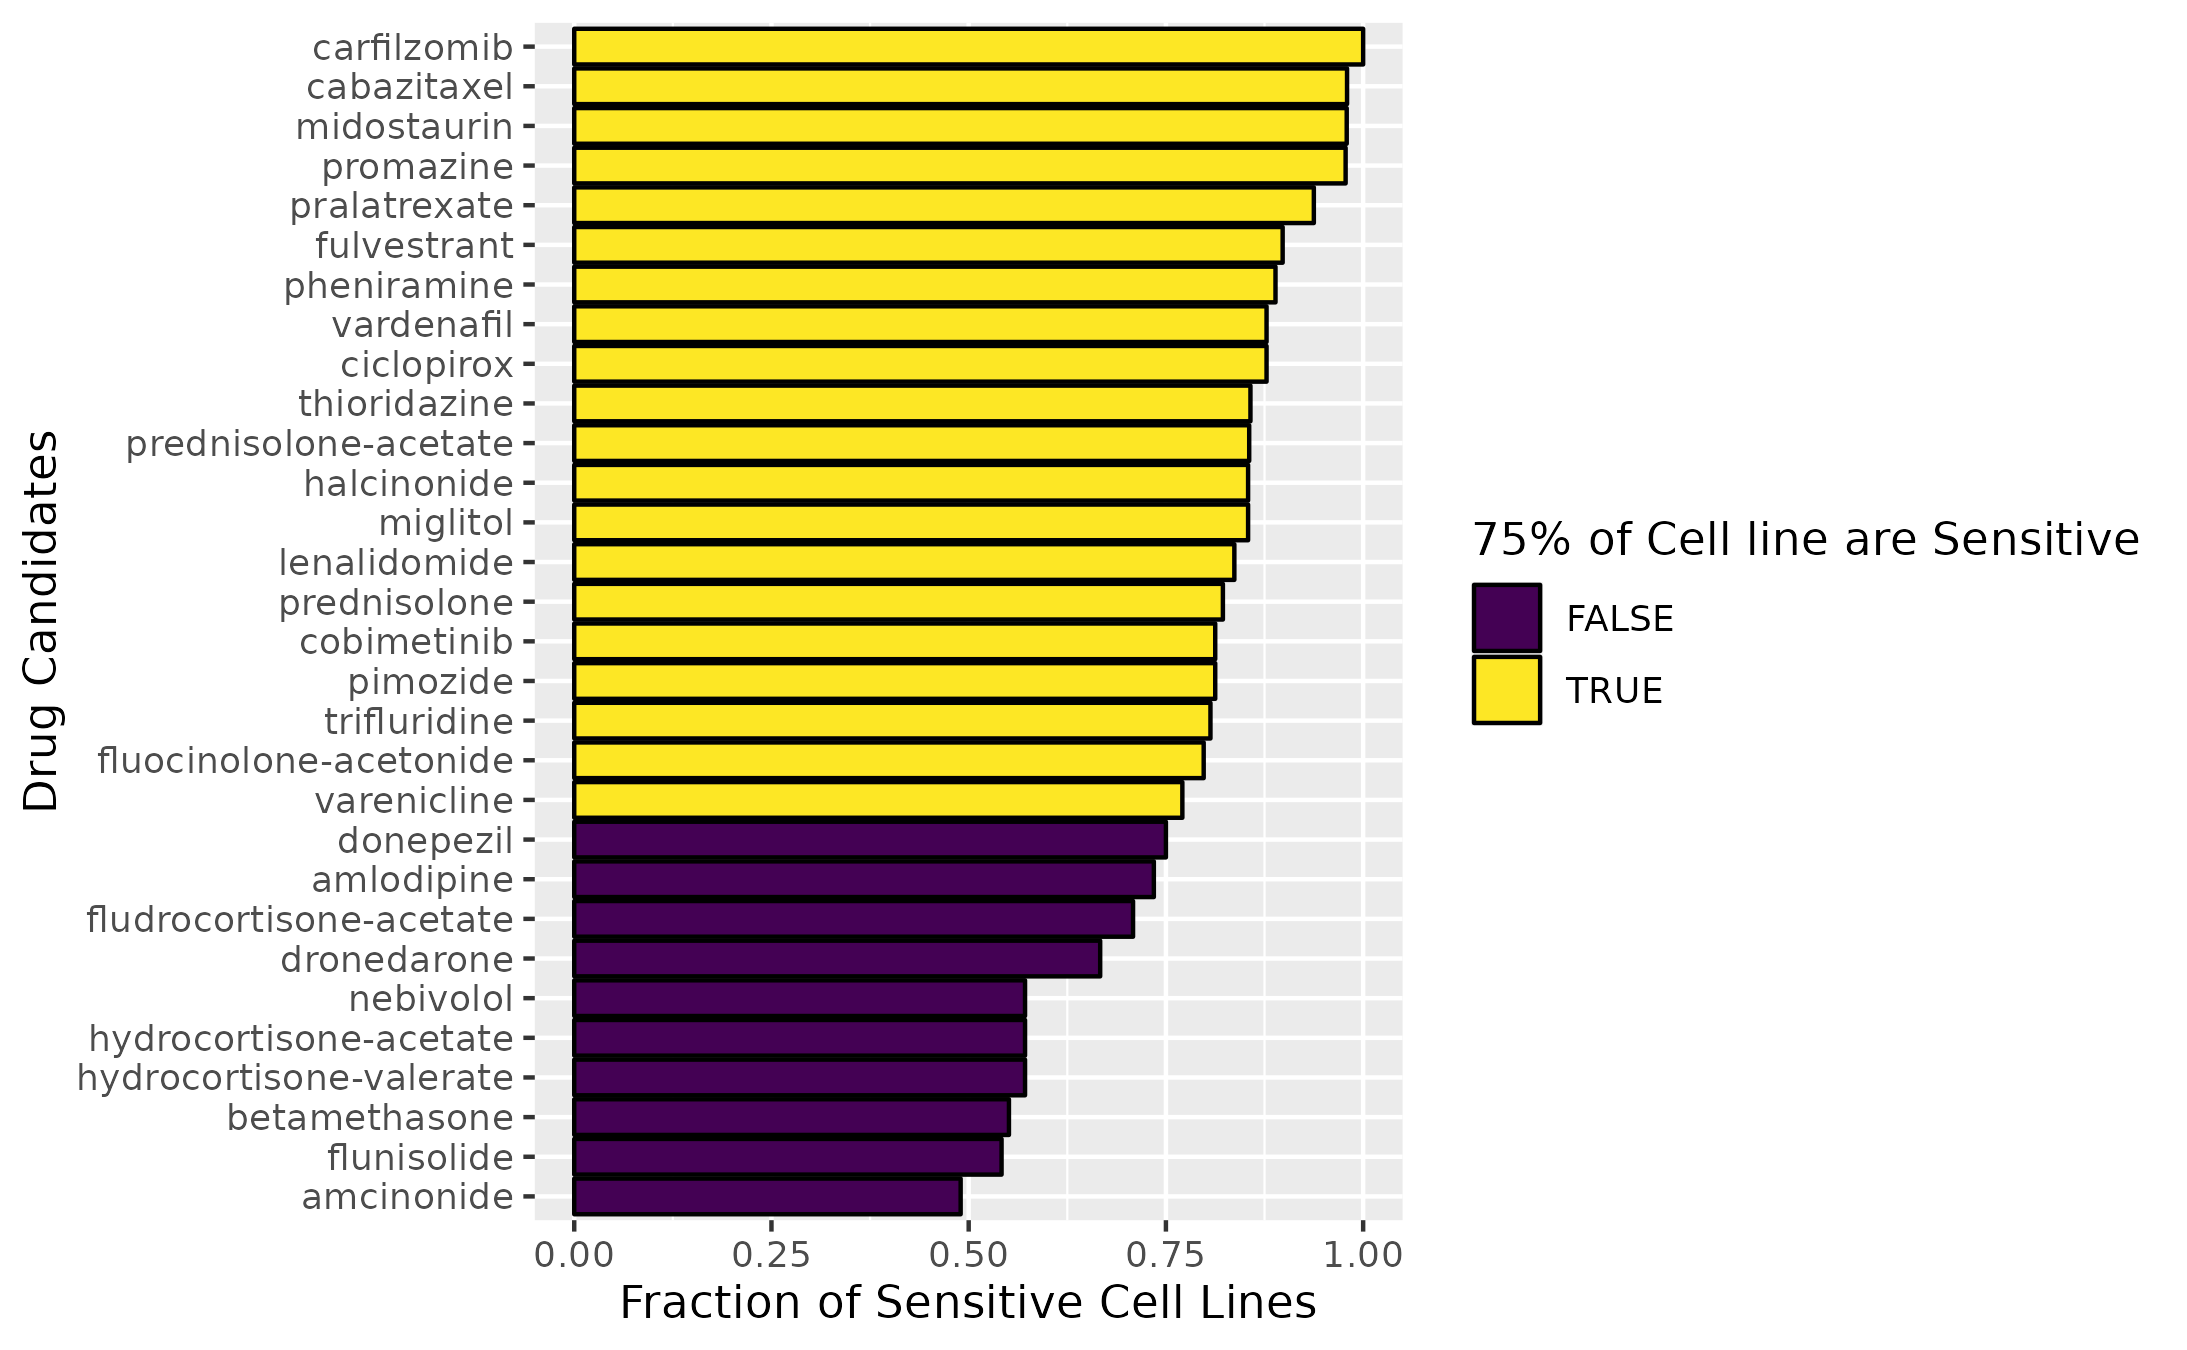 carfilzomib
cabazitaxel
midostaurin
promazine
pralatrexate
fulvestrant
pheniramine
vardenafil
ciclopirox
thioridazine
prednisolone-acetate
halcinonide
miglitol
lenalidomide
prednisolone
cobimetinib
pimozide
trifluridine
fluocinolone-acetonide
varenicline
donepezil
amlodipine
fludrocortisone-acetate
dronedarone
nebivolol
hydrocortisone-acetate
hydrocortisone-valerate
betamethasone
flunisolide
amcinonide
Drug Candidates
0.00 0.25 0.50 0.75 1.00
Fraction of Sensitive Cell Lines
75% of Cell line are Sensitive
FALSE
TRUE